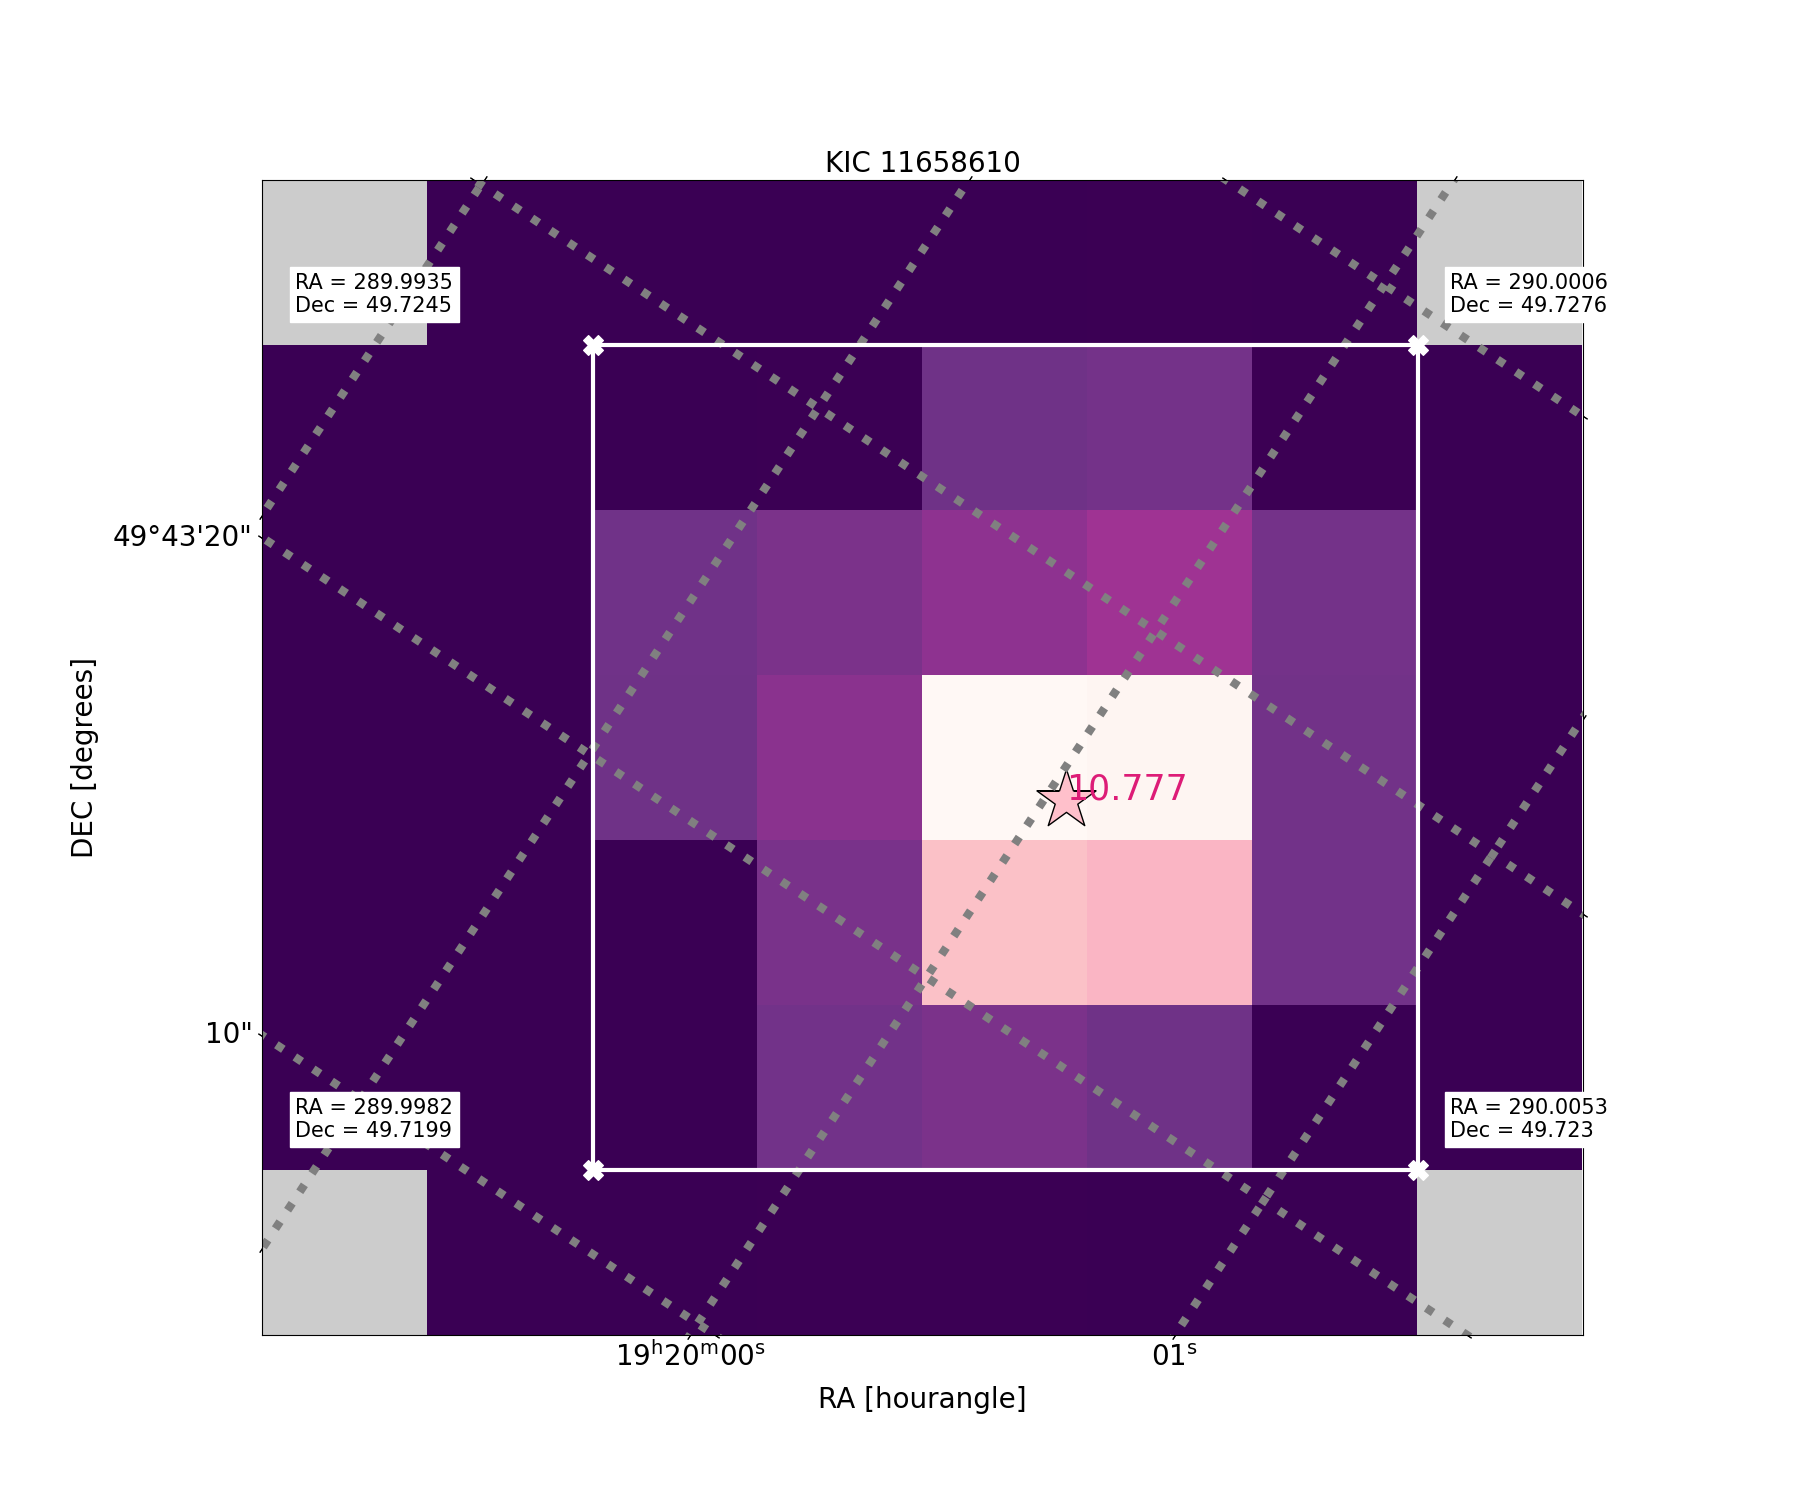 KIC 11658610
RA = 289.9935
Dec = 49.7245
RA = 290.0006
Dec = 49.7276
49°43'20"
DEC [degrees]
10.777
10"
RA = 289.9982
Dec = 49.7199
RA = 290.0053
Dec = 49.723
19ʰ20ᵐ00ˢ
01ˢ
RA [hourangle]